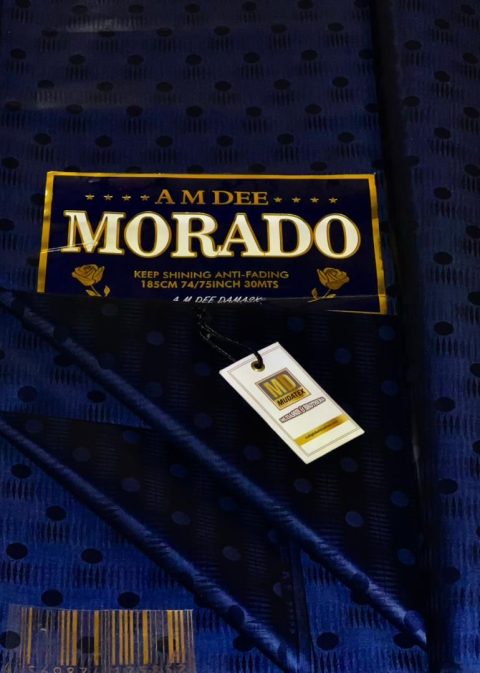 A M DEE
MORADO
KEEP SHINING ANTI-FADING
185CM 74/75INCH 30MTS
A M DEE DAMASK
MD
MUDATEX